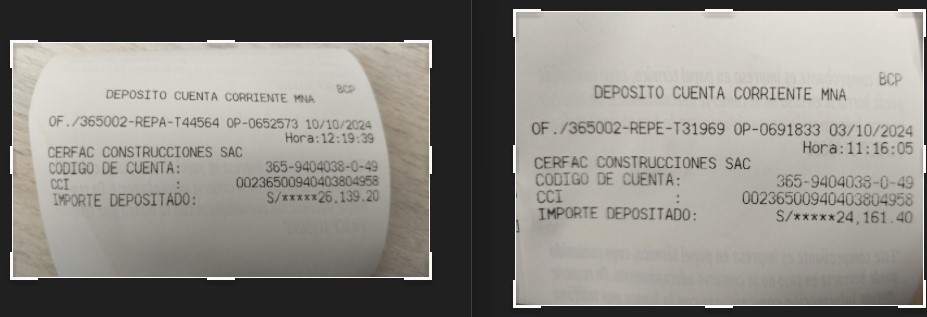 BCP
DEPOSITO CUENTA CORRIENTE MNA
OF./365002-REPA-T44564 OP-0652573 10/10/2024
Hora:12:19:39
CERFAC CONSTRUCCIONES SAC
CODIGO DE CUENTA: 365-9404038-0-49
CCI : 00236500940403804958
IMPORTE DEPOSITADO: S/*****26,139.20
BCP
DEPOSITO CUENTA CORRIENTE MNA
OF./365002-REPE-T31969 OP-0691833 03/10/2024
Hora:11:16:05
CERFAC CONSTRUCCIONES SAC
CODIGO DE CUENTA: 365-9404038-0-49
CCI : 00236500940403804958
IMPORTE DEPOSITADO: S/*****24,161.40